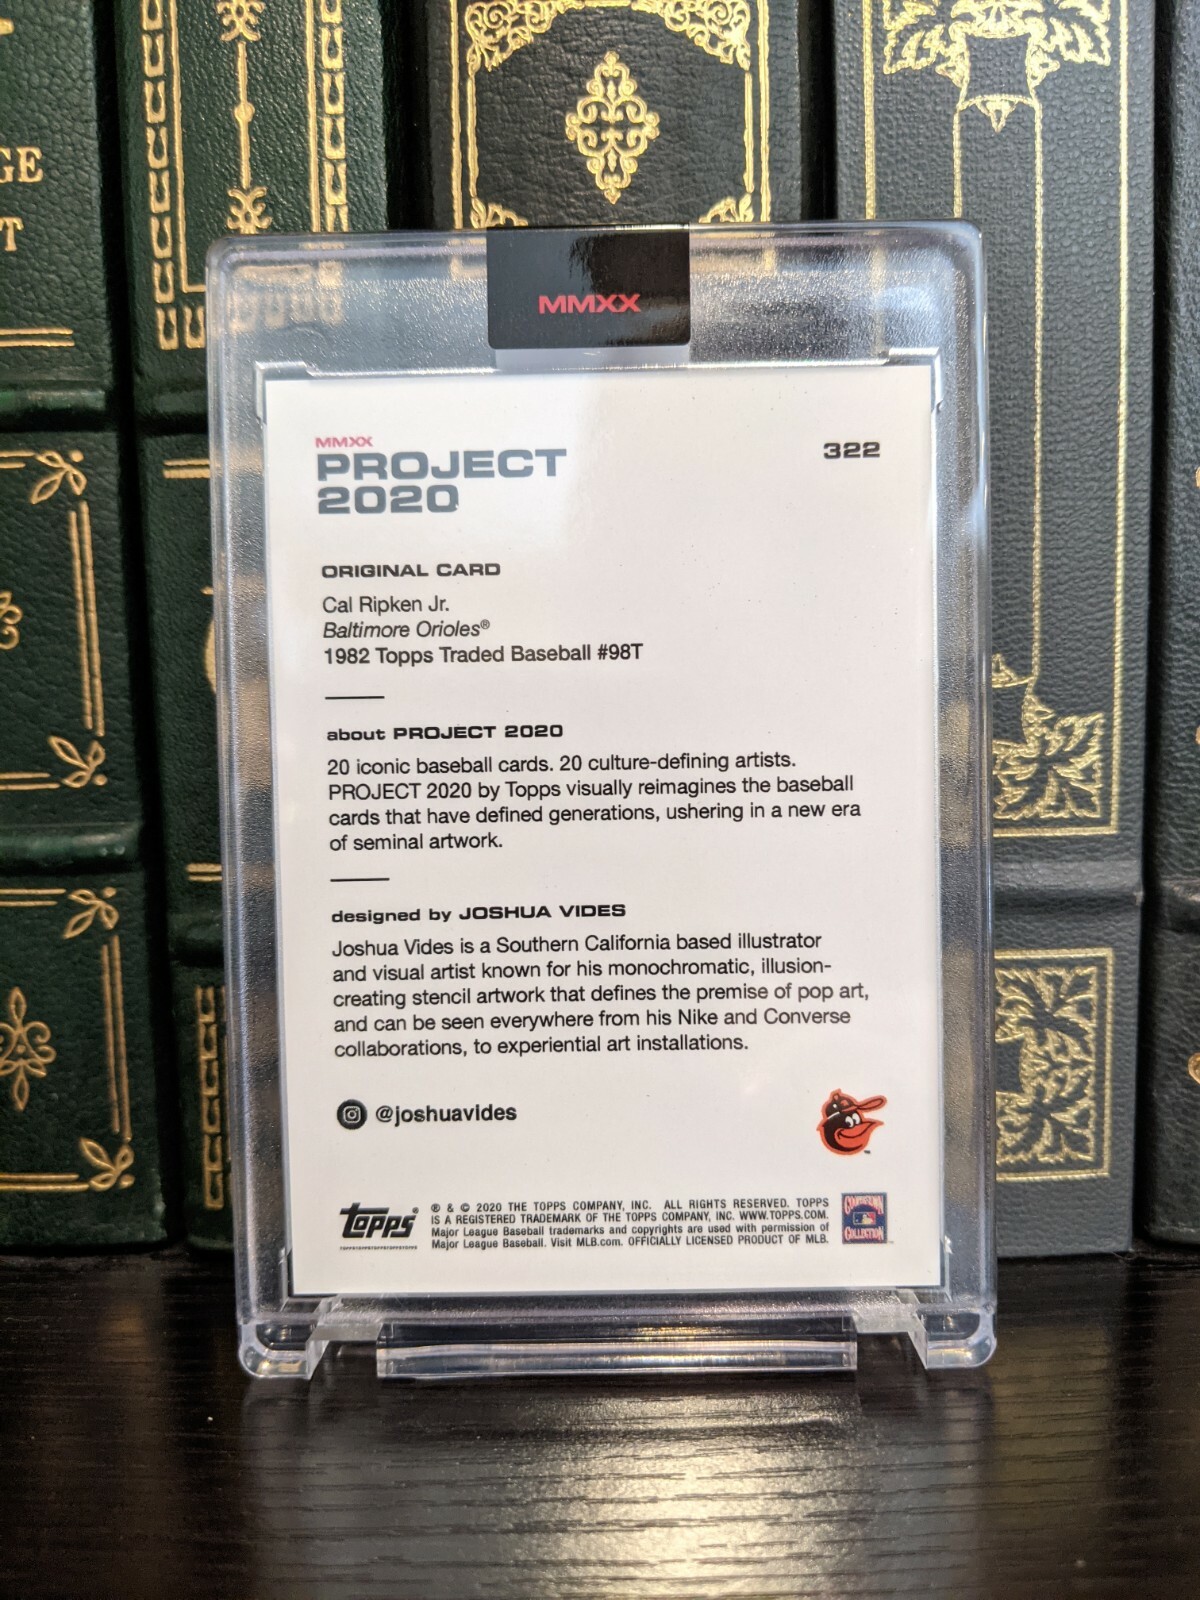 GE
T
MMXX
MMXX
PROJECT
2020
322
ORIGINAL CARD
Cal Ripken Jr.
Baltimore Orioles®
1982 Topps Traded Baseball #98T
about PROJECT 2020
20 iconic baseball cards. 20 culture-defining artists.
PROJECT 2020 by Topps visually reimagines the baseball
cards that have defined generations, ushering in a new era
of seminal artwork.
designed by JOSHUA VIDES
Joshua Vides is a Southern California based illustrator
and visual artist known for his monochromatic, illusion-
creating stencil artwork that defines the premise of pop art,
and can be seen everywhere from his Nike and Converse
collaborations, to experiential art installations.
@joshuavides
topps®
® & © 2020 THE TOPPS COMPANY, INC. ALL RIGHTS RESERVED. TOPPS
IS A REGISTERED TRADEMARK OF THE TOPPS COMPANY, INC. WWW.TOPPS.COM.
Major League Baseball trademarks and copyrights are used with permission of
Major League Baseball. Visit MLB.com. OFFICIALLY LICENSED PRODUCT OF MLB.
COOPERSTOWN
COLLECTION